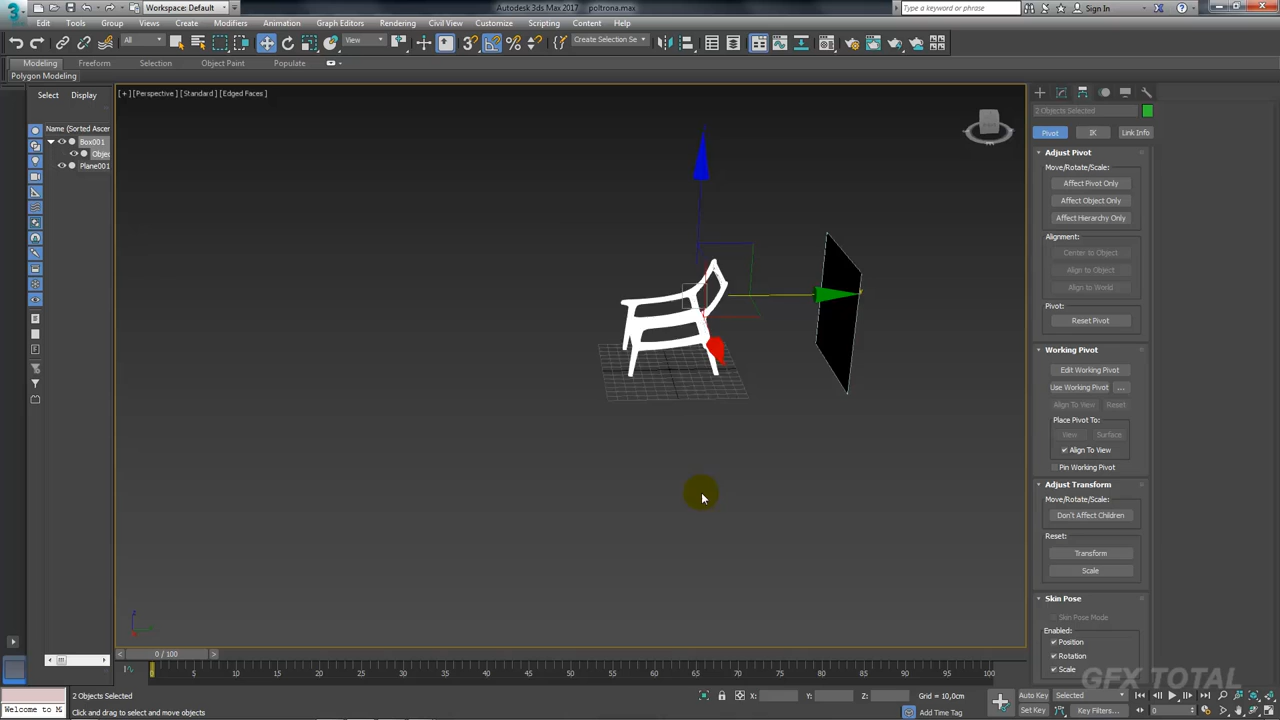 Workspace: Default
Autodesk 3ds Max 2017    poltrona.max
Type a keyword or phrase
Sign In
Edit Tools Group Views Create Modifiers Animation Graph Editors Rendering Civil View Customize Scripting Content Help
All
View
Create Selection Se
Modeling Freeform Selection Object Paint Populate
Polygon Modeling
Select Display
[+] [Perspective] [Standard] [Edged Faces]
Name (Sorted Ascen
Box001
Objec
Plane001
2 Objects Selected
Pivot IK Link Info
Adjust Pivot
Move/Rotate/Scale:
Affect Pivot Only
Affect Object Only
Affect Hierarchy Only
Alignment:
Center to Object
Align to Object
Align to World
Pivot:
Reset Pivot
Working Pivot
Edit Working Pivot
Use Working Pivot ...
Align To View Reset
Place Pivot To:
View Surface
Align To View
Pin Working Pivot
Adjust Transform
Move/Rotate/Scale:
Don't Affect Children
Reset:
Transform
Scale
Skin Pose
Skin Pose Mode
Enabled:
Position
Rotation
Scale
GFX TOTAL
< 0 / 100 >
0 5 10 15 20 25 30 35 40 45 50 55 60 65 70 75 80 85 90 95 100
2 Objects Selected
X: Y: Z: Grid = 10,0cm
Auto Key Selected
Welcome to M
Click and drag to select and move objects
Add Time Tag
Set Key Key Filters... 0